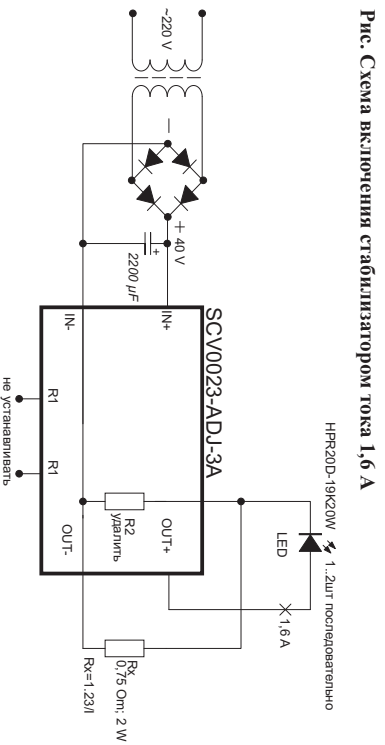 Рис. Схема включения стабилизатором тока 1,6 А
~220 V
–
+ 40 V
+
2200 µF
SCV0023-ADJ-3A
IN+
IN-
R1
R1
не устанавливать
R2
удалить
OUT+
OUT-
HPR20D-19K20W
1..2шт последовательно
LED
1,6 A
Rx
0,75 Om; 2 W
Rx=1.23/I